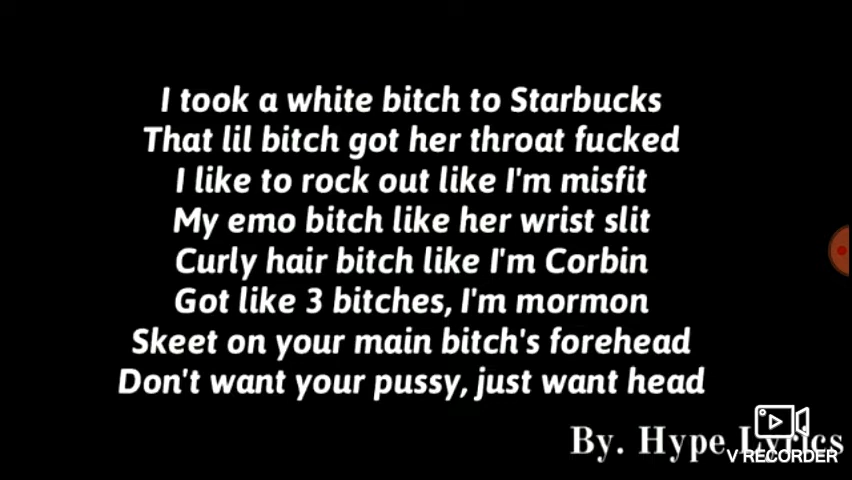 I took a white bitch to Starbucks
That lil bitch got her throat fucked
I like to rock out like I'm misfit
My emo bitch like her wrist slit
Curly hair bitch like I'm Corbin
Got like 3 bitches, I'm mormon
Skeet on your main bitch's forehead
Don't want your pussy, just want head
By. Hype Lyrics
V RECORDER